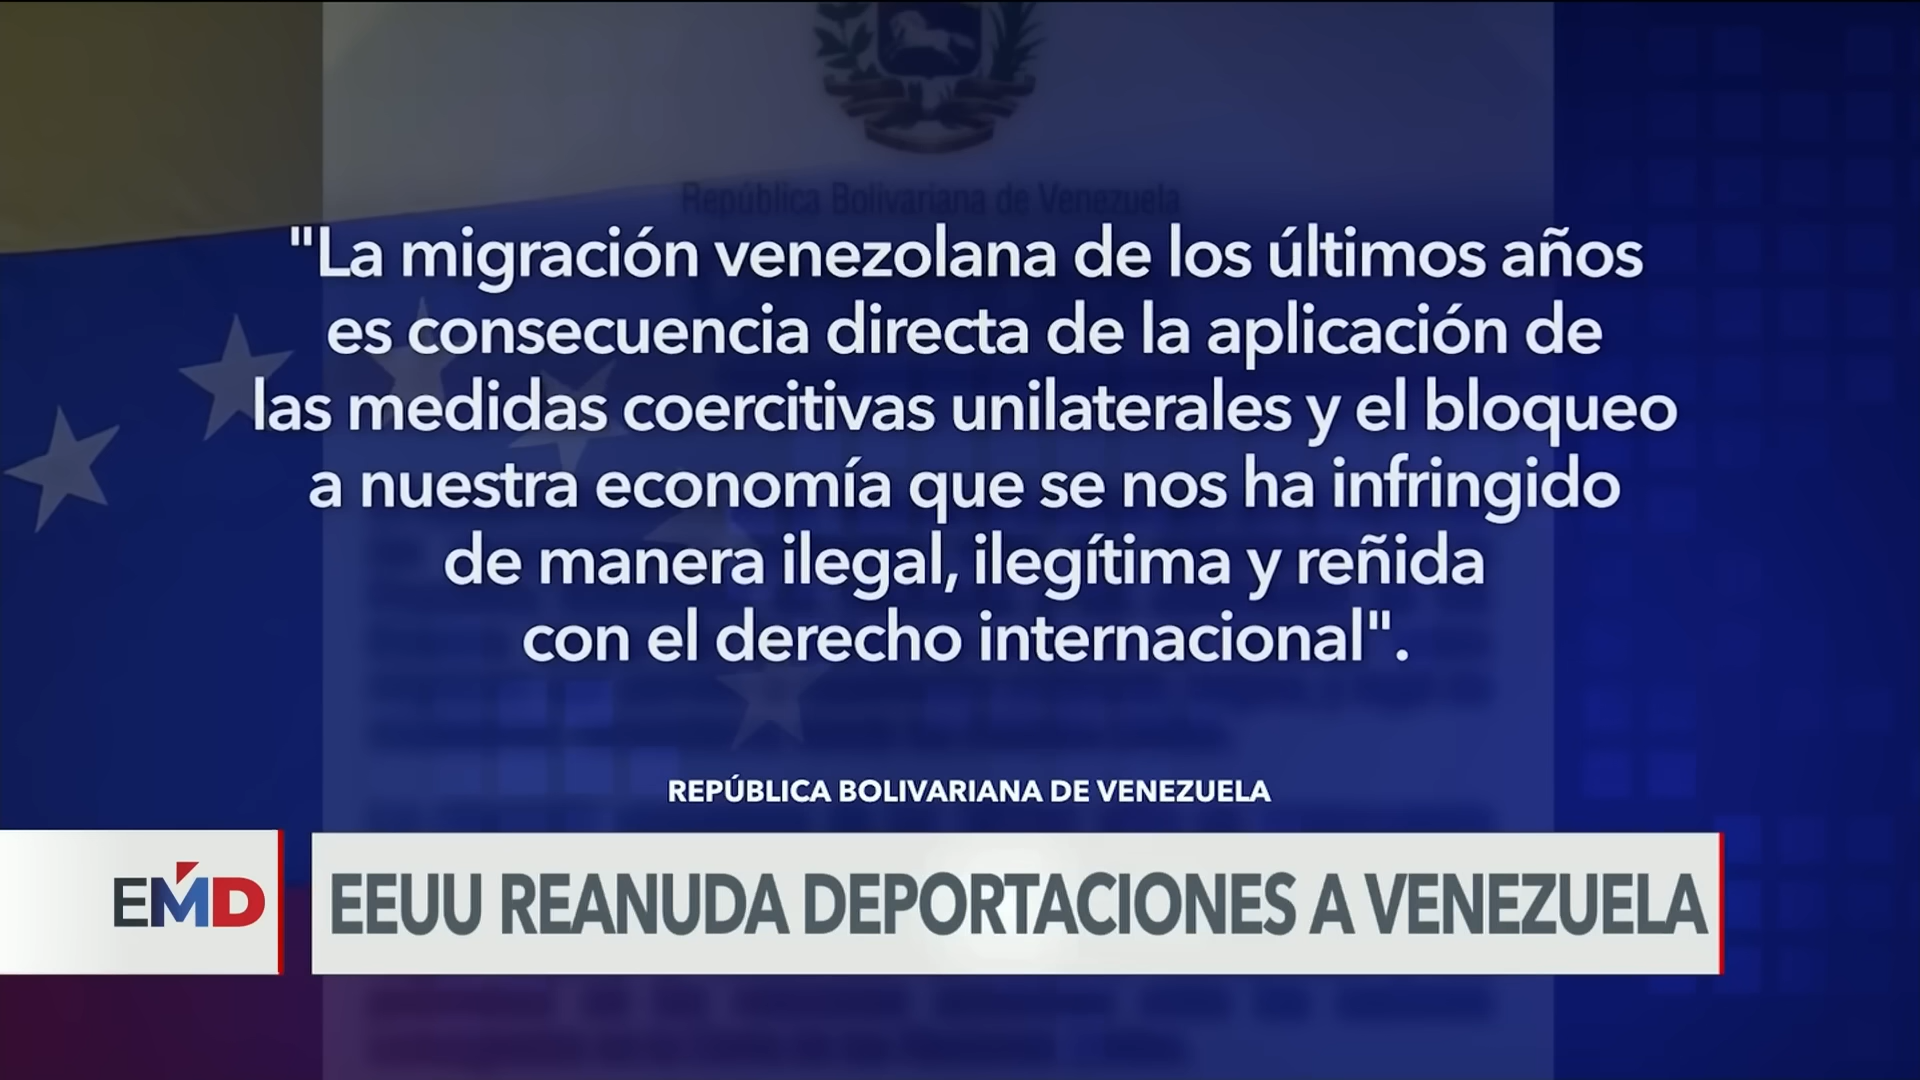 República Bolivariana de Venezuela
"La migración venezolana de los últimos años
es consecuencia directa de la aplicación de
las medidas coercitivas unilaterales y el bloqueo
a nuestra economía que se nos ha infringido
de manera ilegal, ilegítima y reñida
con el derecho internacional".
REPÚBLICA BOLIVARIANA DE VENEZUELA
EMD
EEUU REANUDA DEPORTACIONES A VENEZUELA